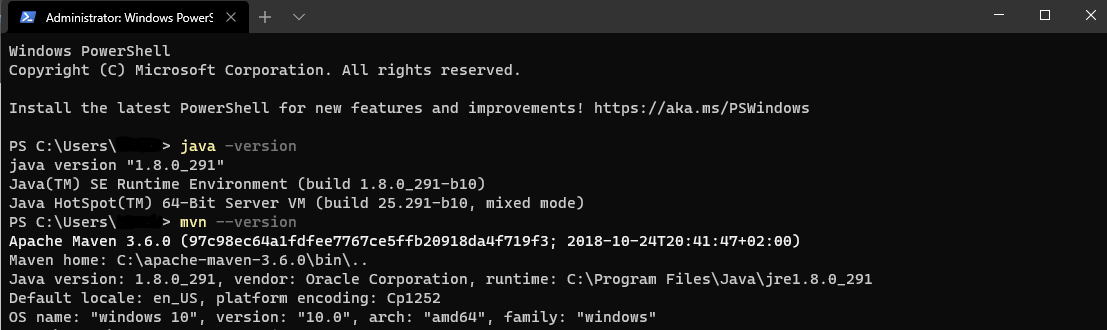 Administrator: Windows PowerS
Windows PowerShell
Copyright (C) Microsoft Corporation. All rights reserved.
Install the latest PowerShell for new features and improvements! https://aka.ms/PSWindows
PS C:\Users\ > java -version
java version "1.8.0_291"
Java(TM) SE Runtime Environment (build 1.8.0_291-b10)
Java HotSpot(TM) 64-Bit Server VM (build 25.291-b10, mixed mode)
PS C:\Users\ > mvn --version
Apache Maven 3.6.0 (97c98ec64a1fdfee7767ce5ffb20918da4f719f3; 2018-10-24T20:41:47+02:00)
Maven home: C:\apache-maven-3.6.0\bin\..
Java version: 1.8.0_291, vendor: Oracle Corporation, runtime: C:\Program Files\Java\jre1.8.0_291
Default locale: en_US, platform encoding: Cp1252
OS name: "windows 10", version: "10.0", arch: "amd64", family: "windows"